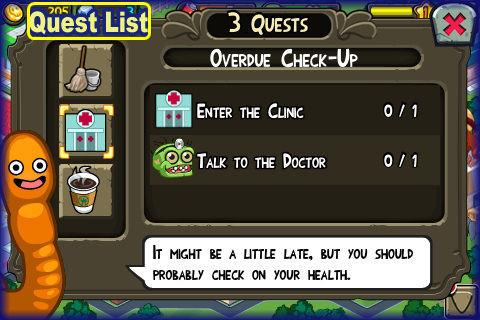 Quest List
3 Quests
Overdue Check-Up
Enter the Clinic 0 / 1
Talk to the Doctor 0 / 1
It might be a little late, but you should
probably check on your health.